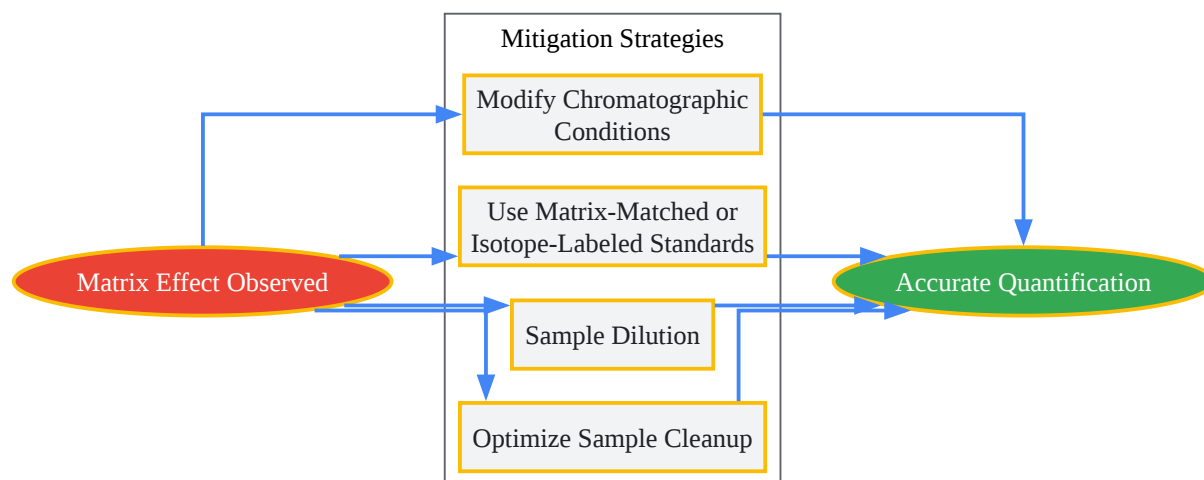 Mitigation Strategies
Modify Chromatographic
Conditions
Use Matrix-Matched or
Isotope-Labeled Standards
Matrix Effect Observed
Accurate Quantification
Sample Dilution
Optimize Sample Cleanup